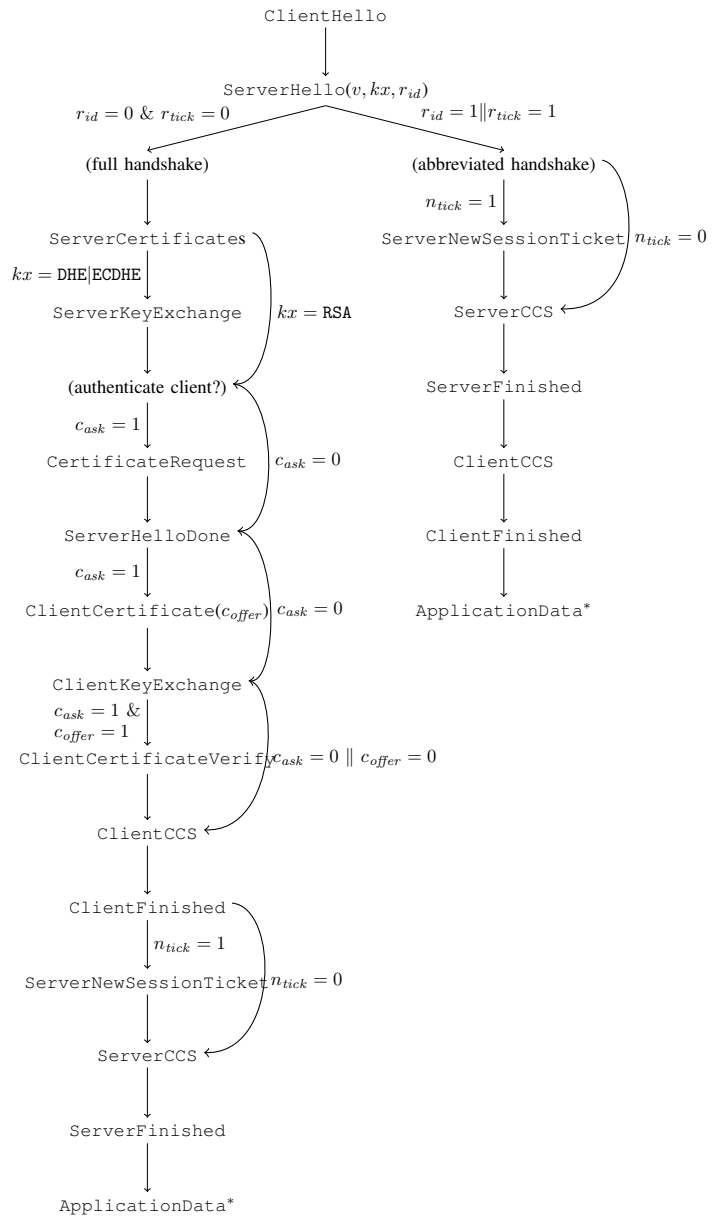 ClientHello
ServerHello(v, kx, r_id)
r_id = 0 & r_tick = 0
r_id = 1||r_tick = 1
(full handshake)
(abbreviated handshake)
n_tick = 1
ServerCertificates
ServerNewSessionTicket
n_tick = 0
kx = DHE|ECDHE
ServerKeyExchange
kx = RSA
ServerCCS
(authenticate client?)
ServerFinished
c_ask = 1
CertificateRequest
c_ask = 0
ClientCCS
ServerHelloDone
ClientFinished
c_ask = 1
ClientCertificate(c_offer)
c_ask = 0
ApplicationData*
ClientKeyExchange
c_ask = 1 &
c_offer = 1
ClientCertificateVerify
c_ask = 0 || c_offer = 0
ClientCCS
ClientFinished
n_tick = 1
ServerNewSessionTicket
n_tick = 0
ServerCCS
ServerFinished
ApplicationData*